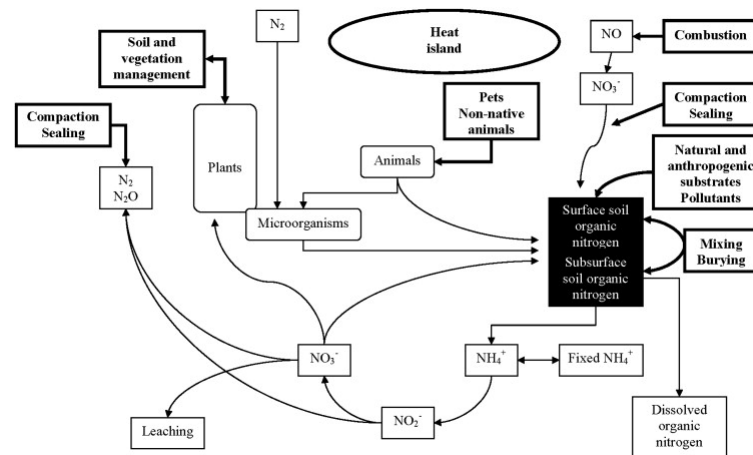 N₂
Heat
island
NO
Combustion
Soil and
vegetation
management
NO₃⁻
Compaction
Sealing
Pets
Non-native
animals
Compaction
Sealing
Natural and
anthropogenic
substrates
Pollutants
Plants
Animals
N₂
N₂O
Microorganisms
Surface soil
organic
nitrogen
Subsurface
soil organic
nitrogen
Mixing
Burying
NO₃⁻
NH₄⁺
Fixed NH₄⁺
Leaching
NO₂⁻
Dissolved
organic
nitrogen